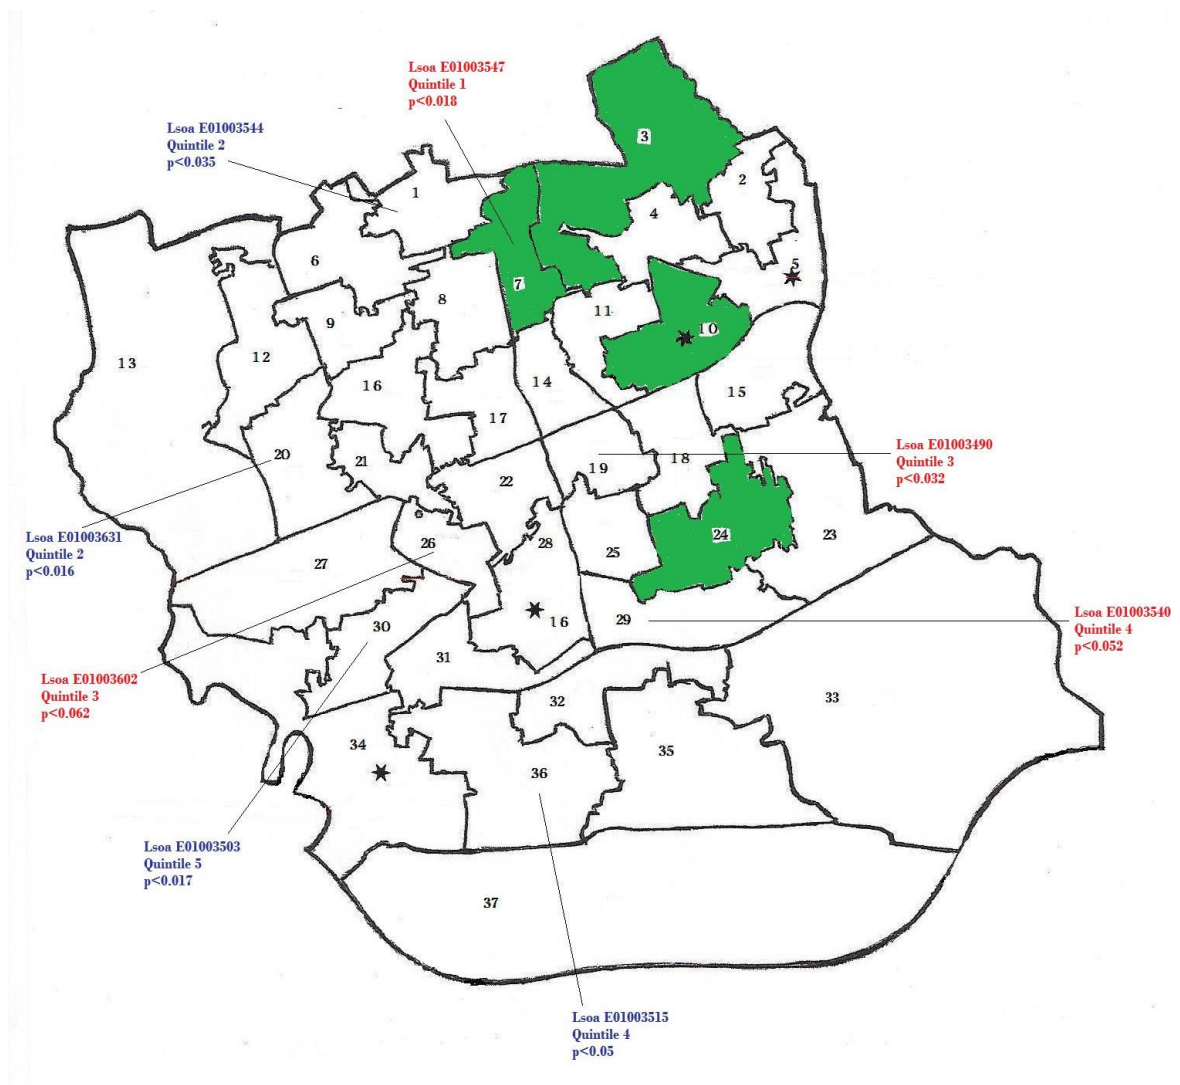 Lsoa E01003547
Quintile 1
p<0.018
Lsoa E01003544
Quintile 2
p<0.035
3
2
1
4
6
5
7
8
11
9
10
13
12
16
14
15
17
18
19
20
21
22
Lsoa E01003490
Quintile 3
p<0.032
Lsoa E01003631
Quintile 2
p<0.016
26
28
24
23
25
27
30
16
29
Lsoa E01003540
Quintile 4
p<0.052
31
Lsoa E01003602
Quintile 3
p<0.062
32
33
34
35
36
Lsoa E01003503
Quintile 5
p<0.017
37
Lsoa E01003515
Quintile 4
p<0.05